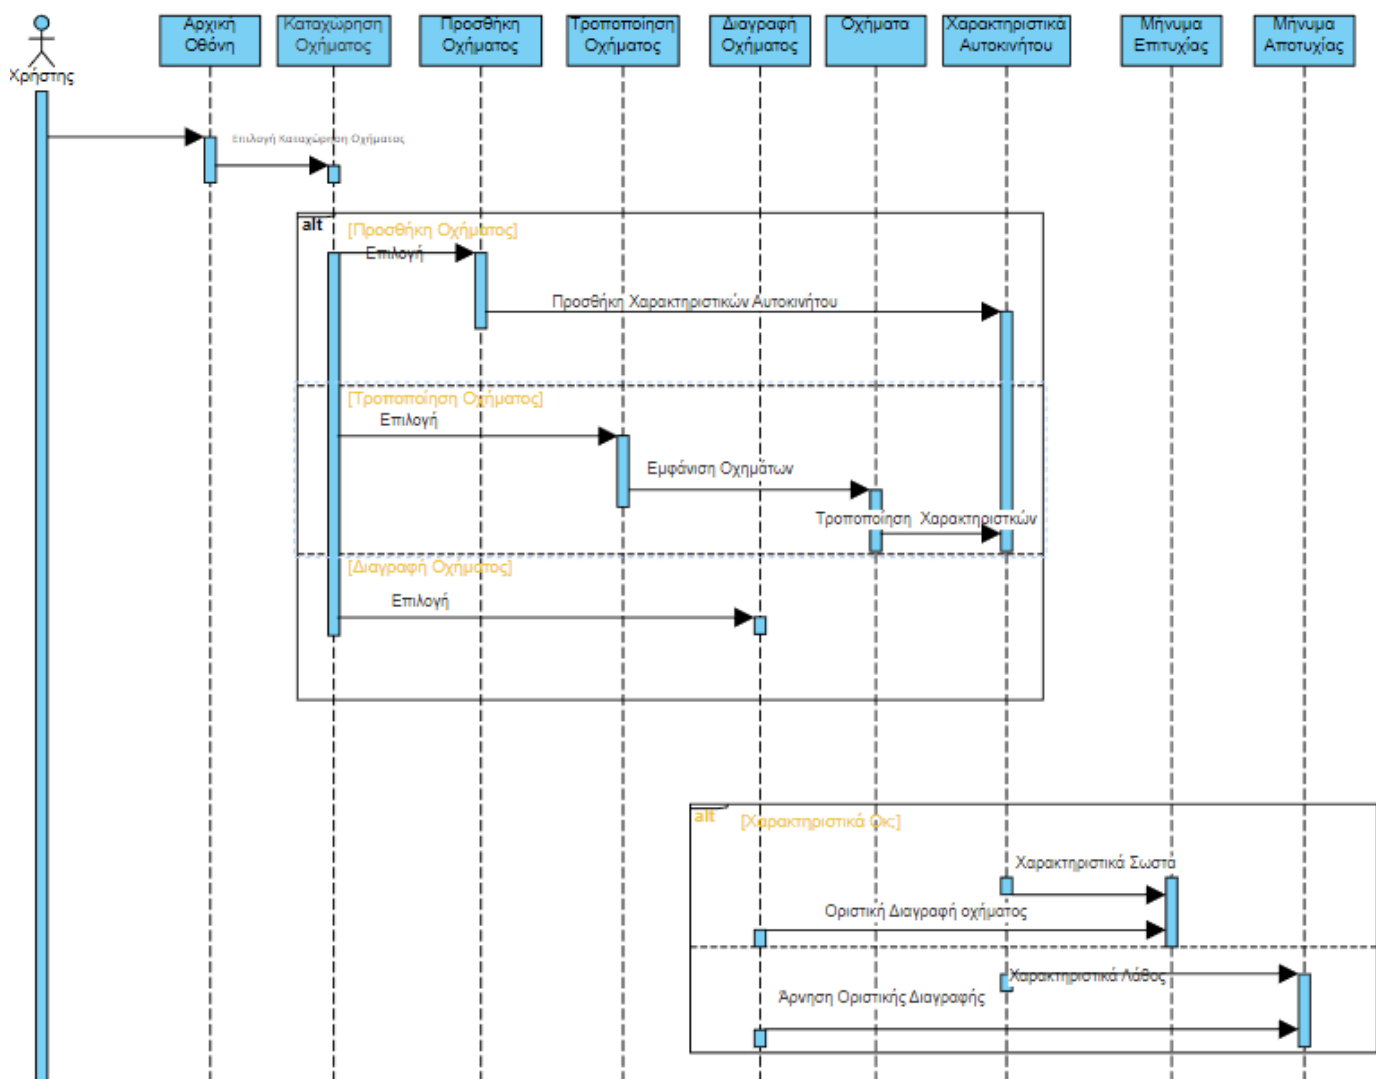 Χρήστης
Αρχική
Οθόνη
Καταχώρηση
Οχήματος
Προσθήκη
Οχήματος
Τροποποίηση
Οχήματος
Διαγραφή
Οχήματος
Οχήματα
Χαρακτηριστικά
Αυτοκινήτου
Μήνυμα
Επιτυχίας
Μήνυμα
Αποτυχίας
Επιλογή Καταχώρηση Οχήματος
alt
[Προσθήκη Οχήματος]
Επιλογή
Προσθήκη Χαρακτηριστικών Αυτοκινήτου
[Τροποποίηση Οχήματος]
Επιλογή
Εμφάνιση Οχημάτων
Τροποποίηση Χαρακτηριστκών
[Διαγραφή Οχήματος]
Επιλογή
alt
[Χαρακτηριστικά Οκ;]
Χαρακτηριστικά Σωστά
Οριστική Διαγραφή οχήματος
Χαρακτηριστικά Λάθος
Άρνηση Οριστικής Διαγραφής